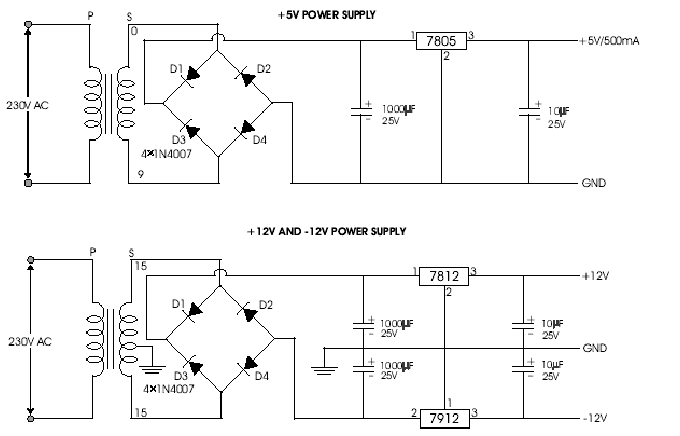 +5V POWER SUPPLY
P S
0
1 7805 3
2
+5V/500mA
D1 D2
230V AC
+ 1000µF
- 25V
+ 10µF
- 25V
D3 D4
4×1N4007
9
GND
+12V AND -12V POWER SUPPLY
P S
15
1 7812 3
2
+12V
D1 D2
+ 1000µF
- 25V
+ 10µF
- 25V
230V AC
GND
+ 1000µF
- 25V
+ 10µF
- 25V
D3 D4
4×1N4007
15
1
2 7912 3
-12V